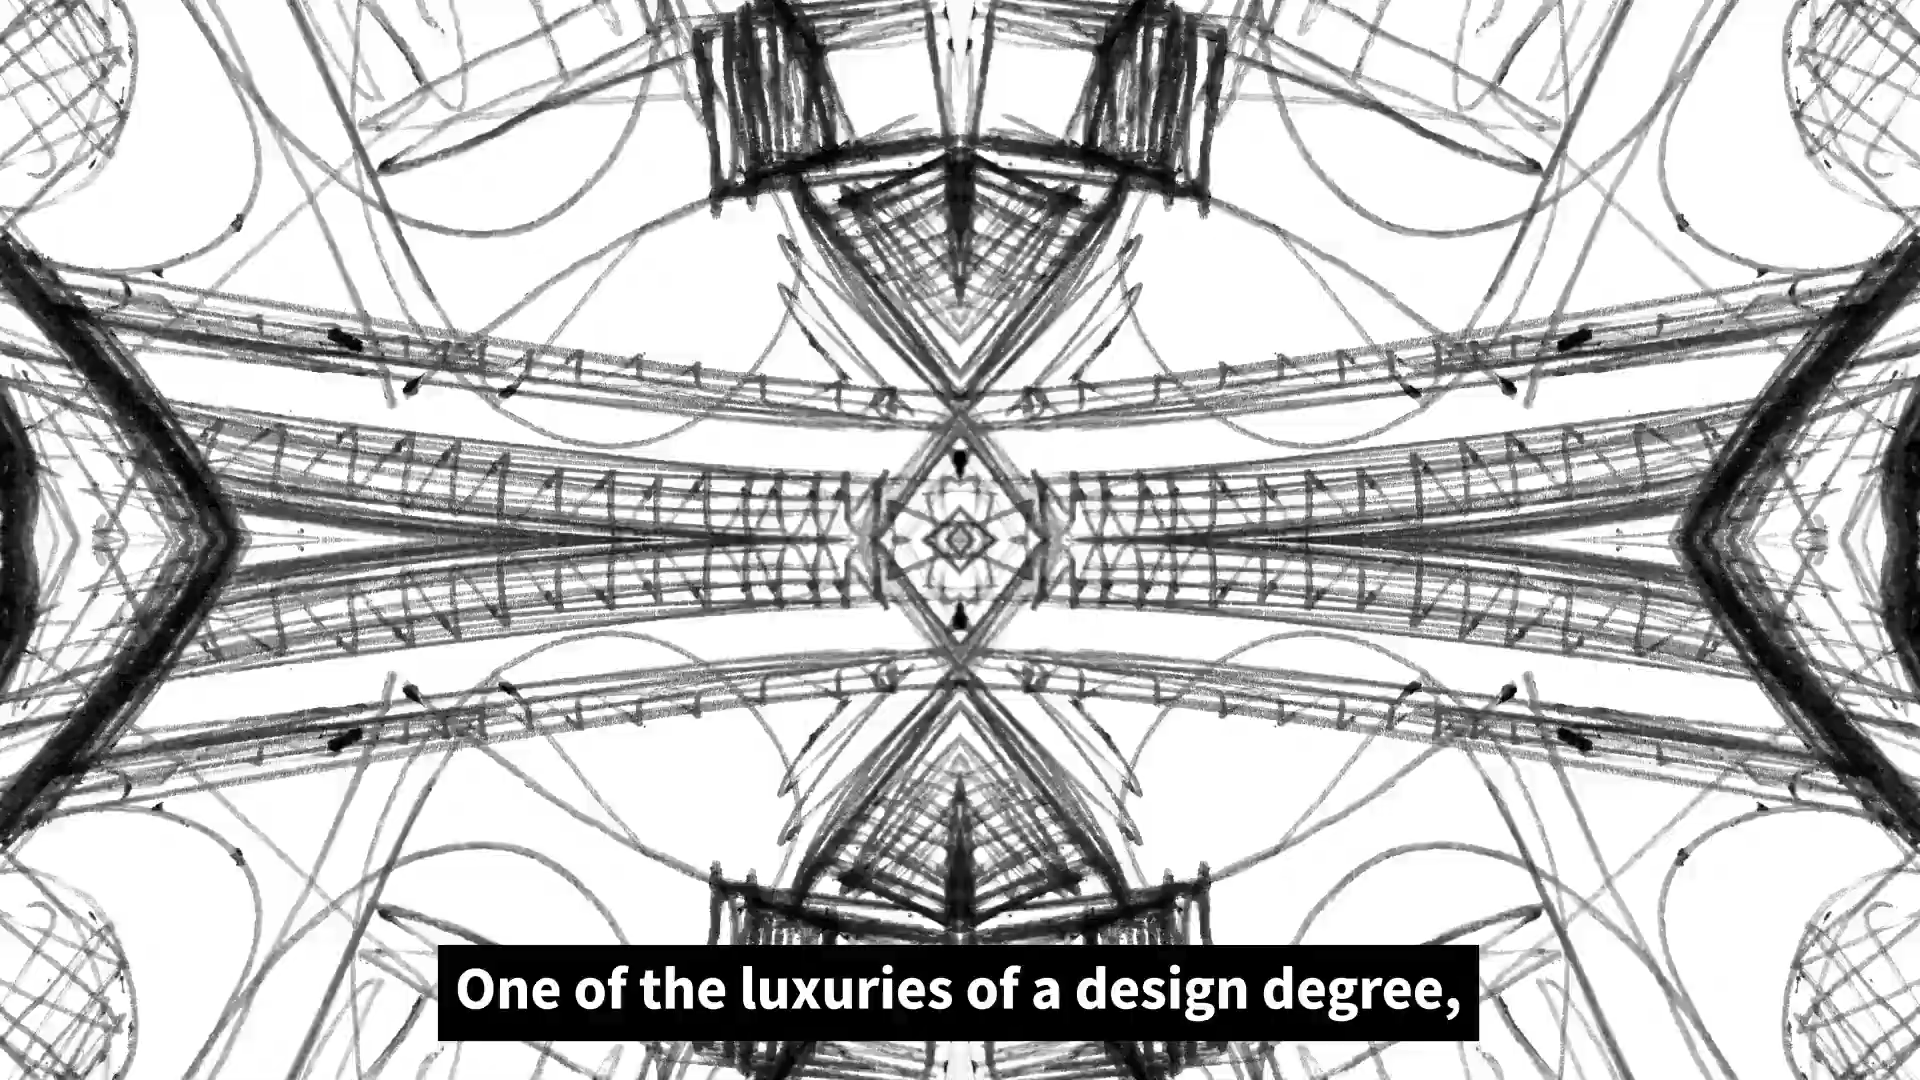 One of the luxuries of a design degree,